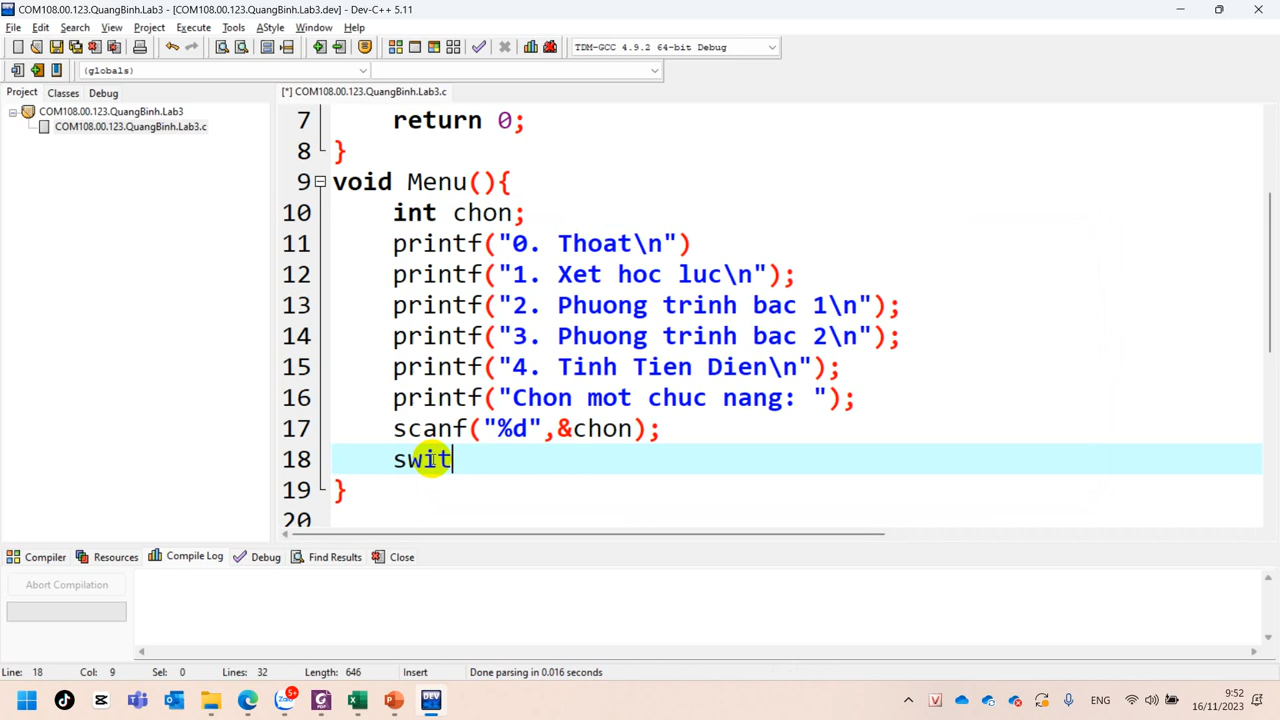 COM108.00.123.QuangBinh.Lab3 - [COM108.00.123.QuangBinh.Lab3.dev] - Dev-C++ 5.11
File Edit Search View Project Execute Tools AStyle Window Help
TDM-GCC 4.9.2 64-bit Debug
(globals)
Project Classes Debug
[*] COM108.00.123.QuangBinh.Lab3.c
COM108.00.123.QuangBinh.Lab3
COM108.00.123.QuangBinh.Lab3.c
7 return 0;
8 }
9 void Menu(){
10 int chon;
11 printf("0. Thoat\n")
12 printf("1. Xet hoc luc\n");
13 printf("2. Phuong trinh bac 1\n");
14 printf("3. Phuong trinh bac 2\n");
15 printf("4. Tinh Tien Dien\n");
16 printf("Chon mot chuc nang: ");
17 scanf("%d",&chon);
18 swit
19 }
20
Compiler Resources Compile Log Debug Find Results Close
Abort Compilation
Line: 18 Col: 9 Sel: 0 Lines: 32 Length: 646 Insert Done parsing in 0.016 seconds
5+
Zalo
PDF
DEV
V
ENG
9:52
16/11/2023